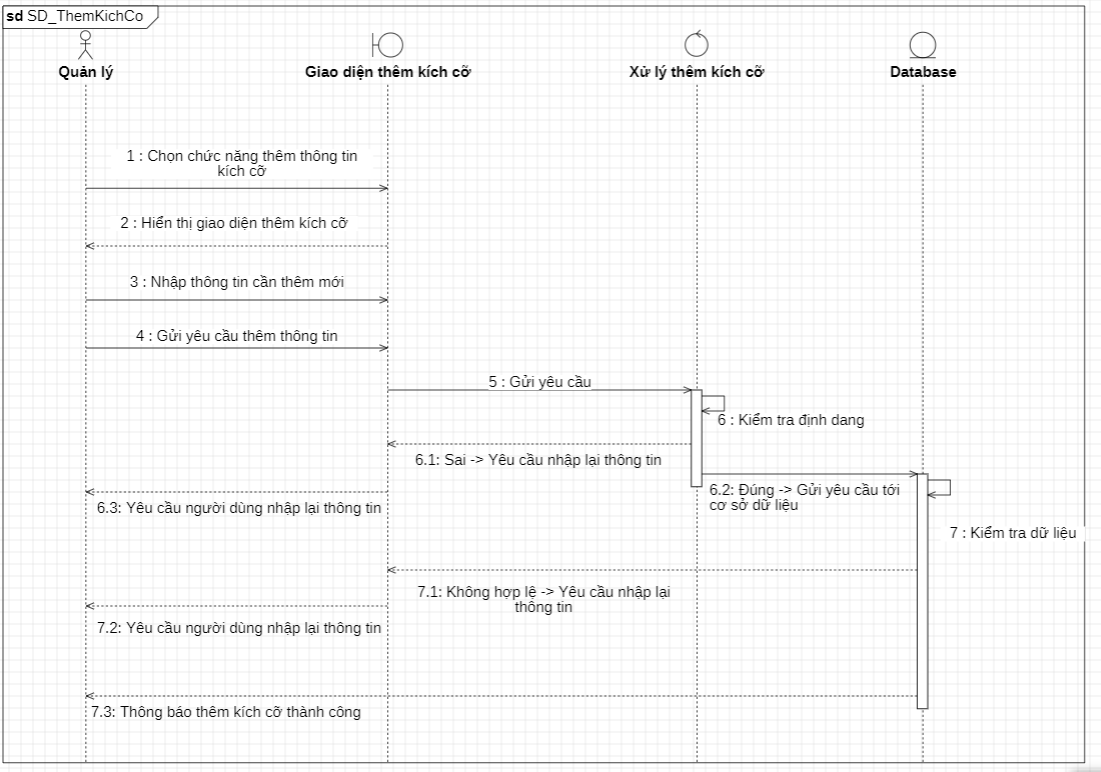 sd SD_ThemKichCo
Quản lý
Giao diện thêm kích cỡ
Xử lý thêm kích cỡ
Database
1 : Chọn chức năng thêm thông tin
kích cỡ
2 : Hiển thị giao diện thêm kích cỡ
3 : Nhập thông tin cần thêm mới
4 : Gửi yêu cầu thêm thông tin
5 : Gửi yêu cầu
6 : Kiểm tra định dang
6.1: Sai -> Yêu cầu nhập lại thông tin
6.2: Đúng -> Gửi yêu cầu tới
cơ sở dữ liệu
6.3: Yêu cầu người dùng nhập lại thông tin
7 : Kiểm tra dữ liệu
7.1: Không hợp lệ -> Yêu cầu nhập lại
thông tin
7.2: Yêu cầu người dùng nhập lại thông tin
7.3: Thông báo thêm kích cỡ thành công